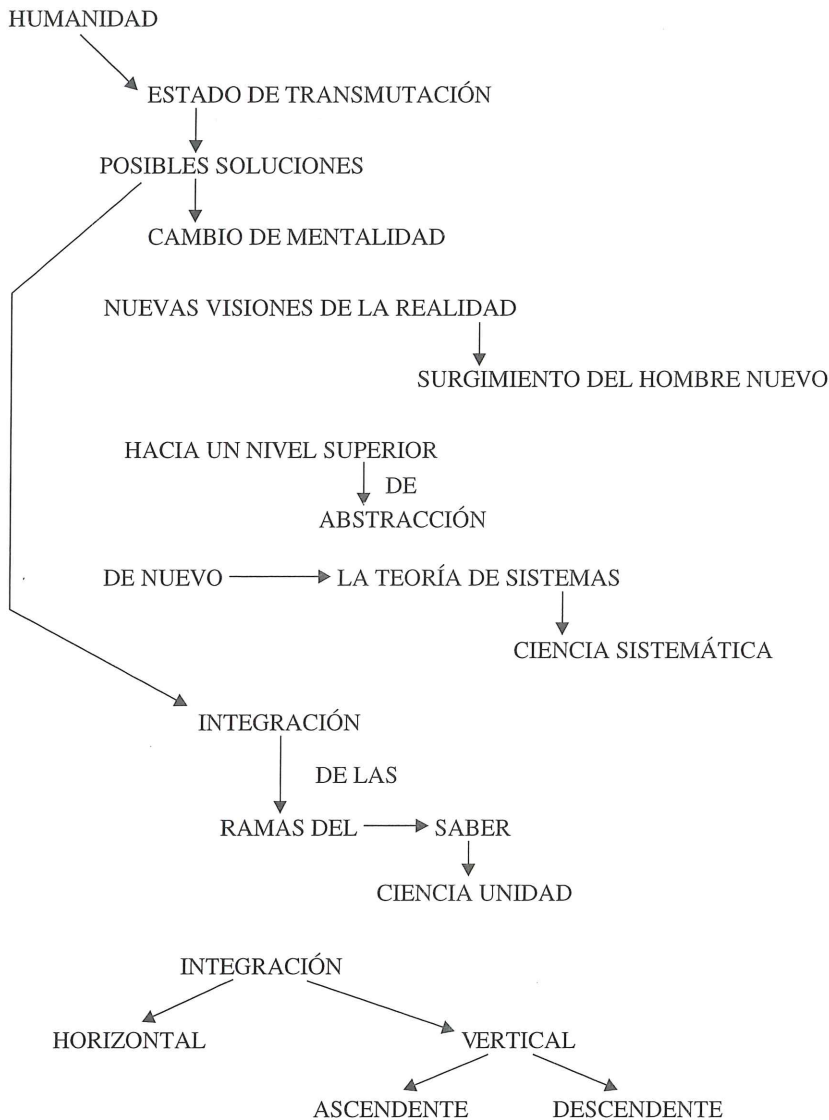 HUMANIDAD
ESTADO DE TRANSMUTACIÓN
POSIBLES SOLUCIONES
CAMBIO DE MENTALIDAD
NUEVAS VISIONES DE LA REALIDAD
SURGIMIENTO DEL HOMBRE NUEVO
HACIA UN NIVEL SUPERIOR
DE
ABSTRACCIÓN
DE NUEVO LA TEORÍA DE SISTEMAS
CIENCIA SISTEMÁTICA
INTEGRACIÓN
DE LAS
RAMAS DEL SABER
CIENCIA UNIDAD
INTEGRACIÓN
HORIZONTAL VERTICAL
ASCENDENTE DESCENDENTE